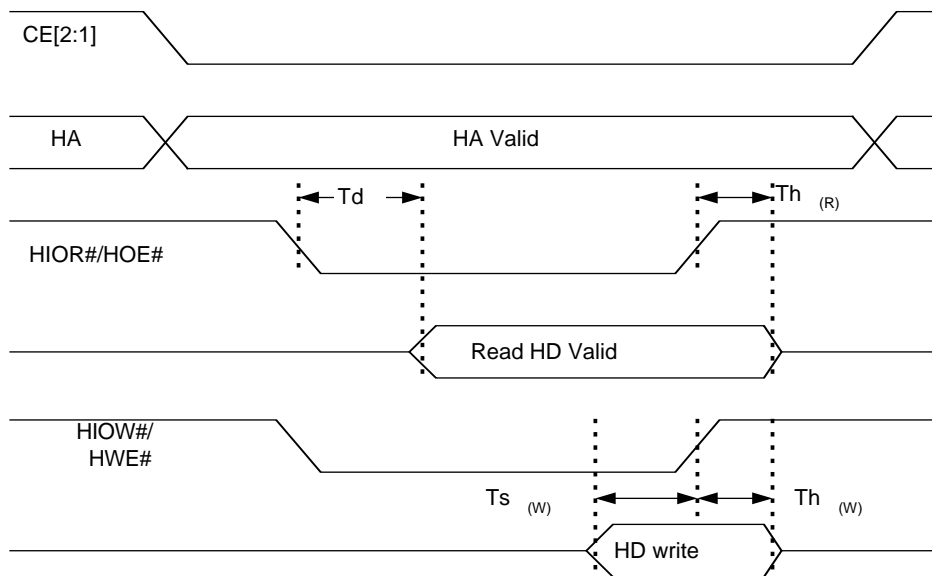 CE[2:1]
HA
HA Valid
Td
Th (R)
HIOR#/HOE#
Read HD Valid
HIOW#/
HWE#
Ts (W)
Th (W)
HD write